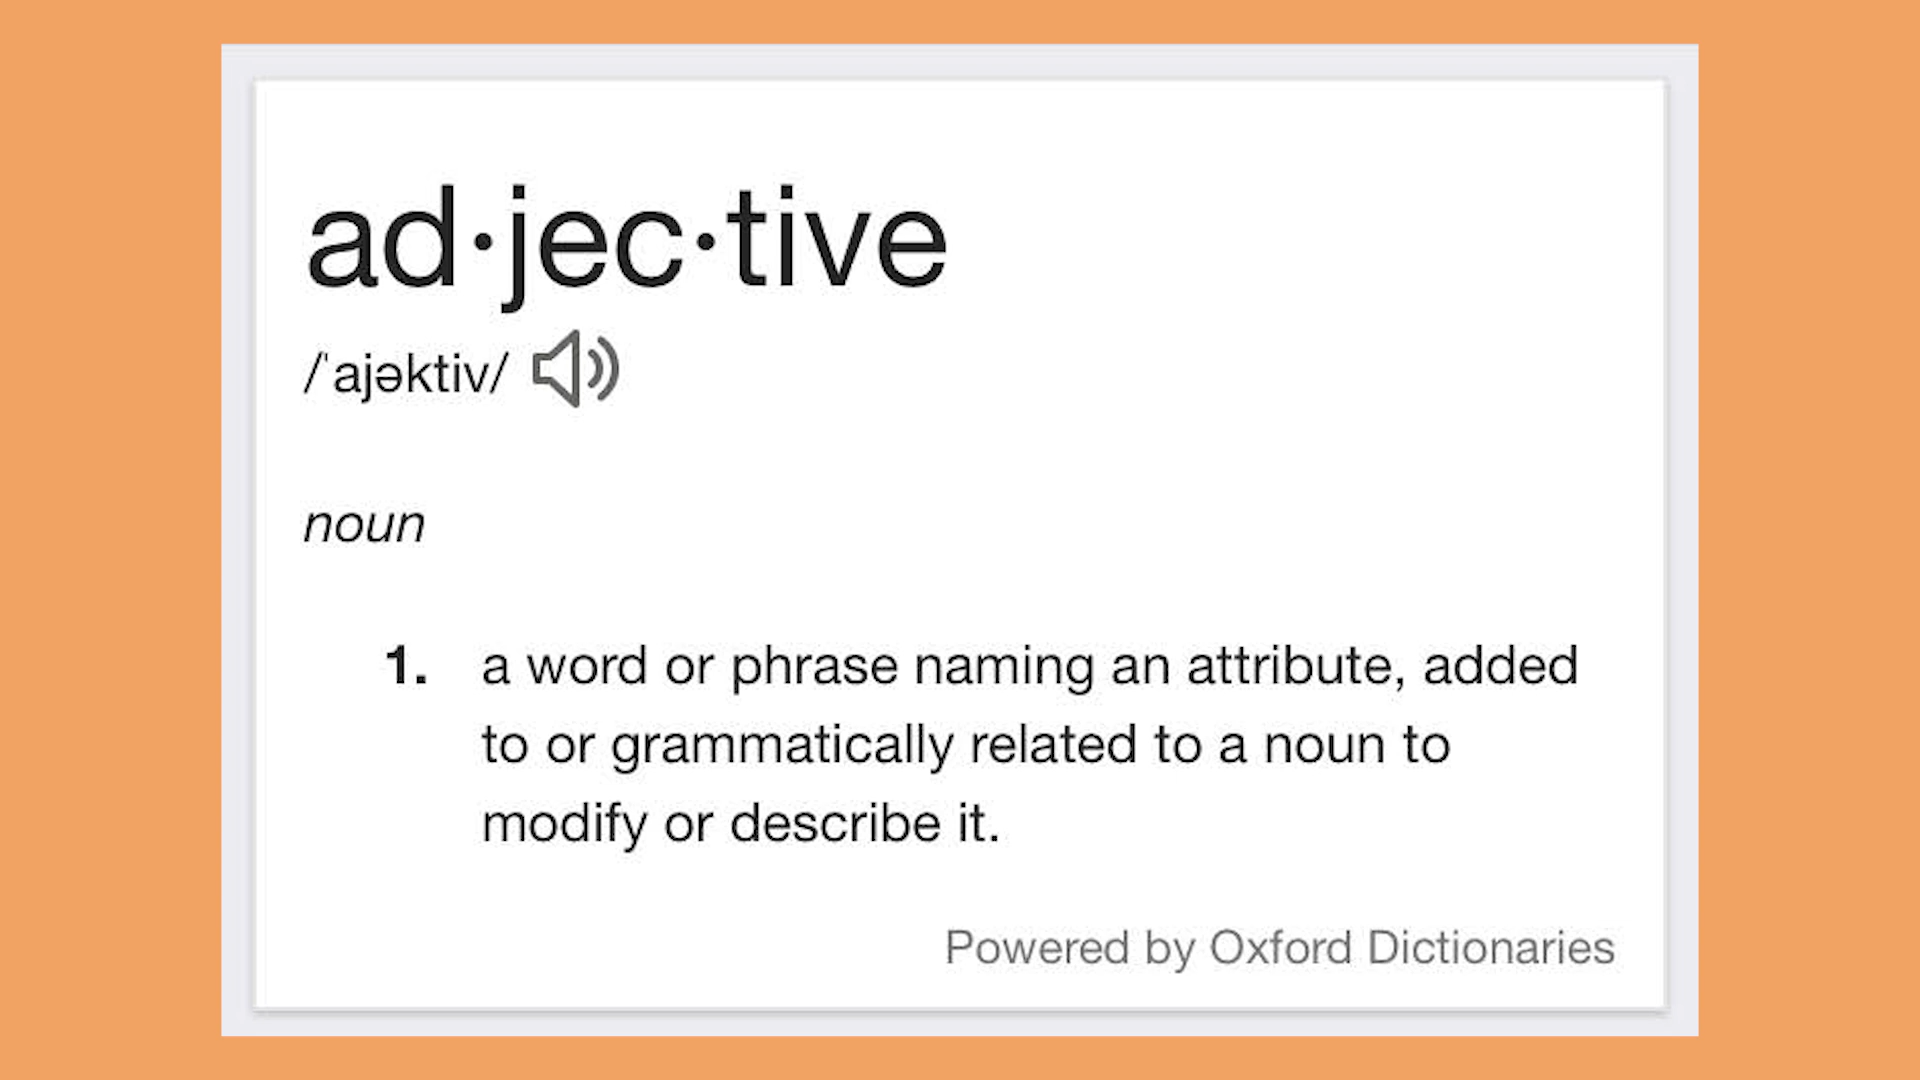 ad·jec·tive
/ˈajəktiv/
noun
1. a word or phrase naming an attribute, added
to or grammatically related to a noun to
modify or describe it.
Powered by Oxford Dictionaries